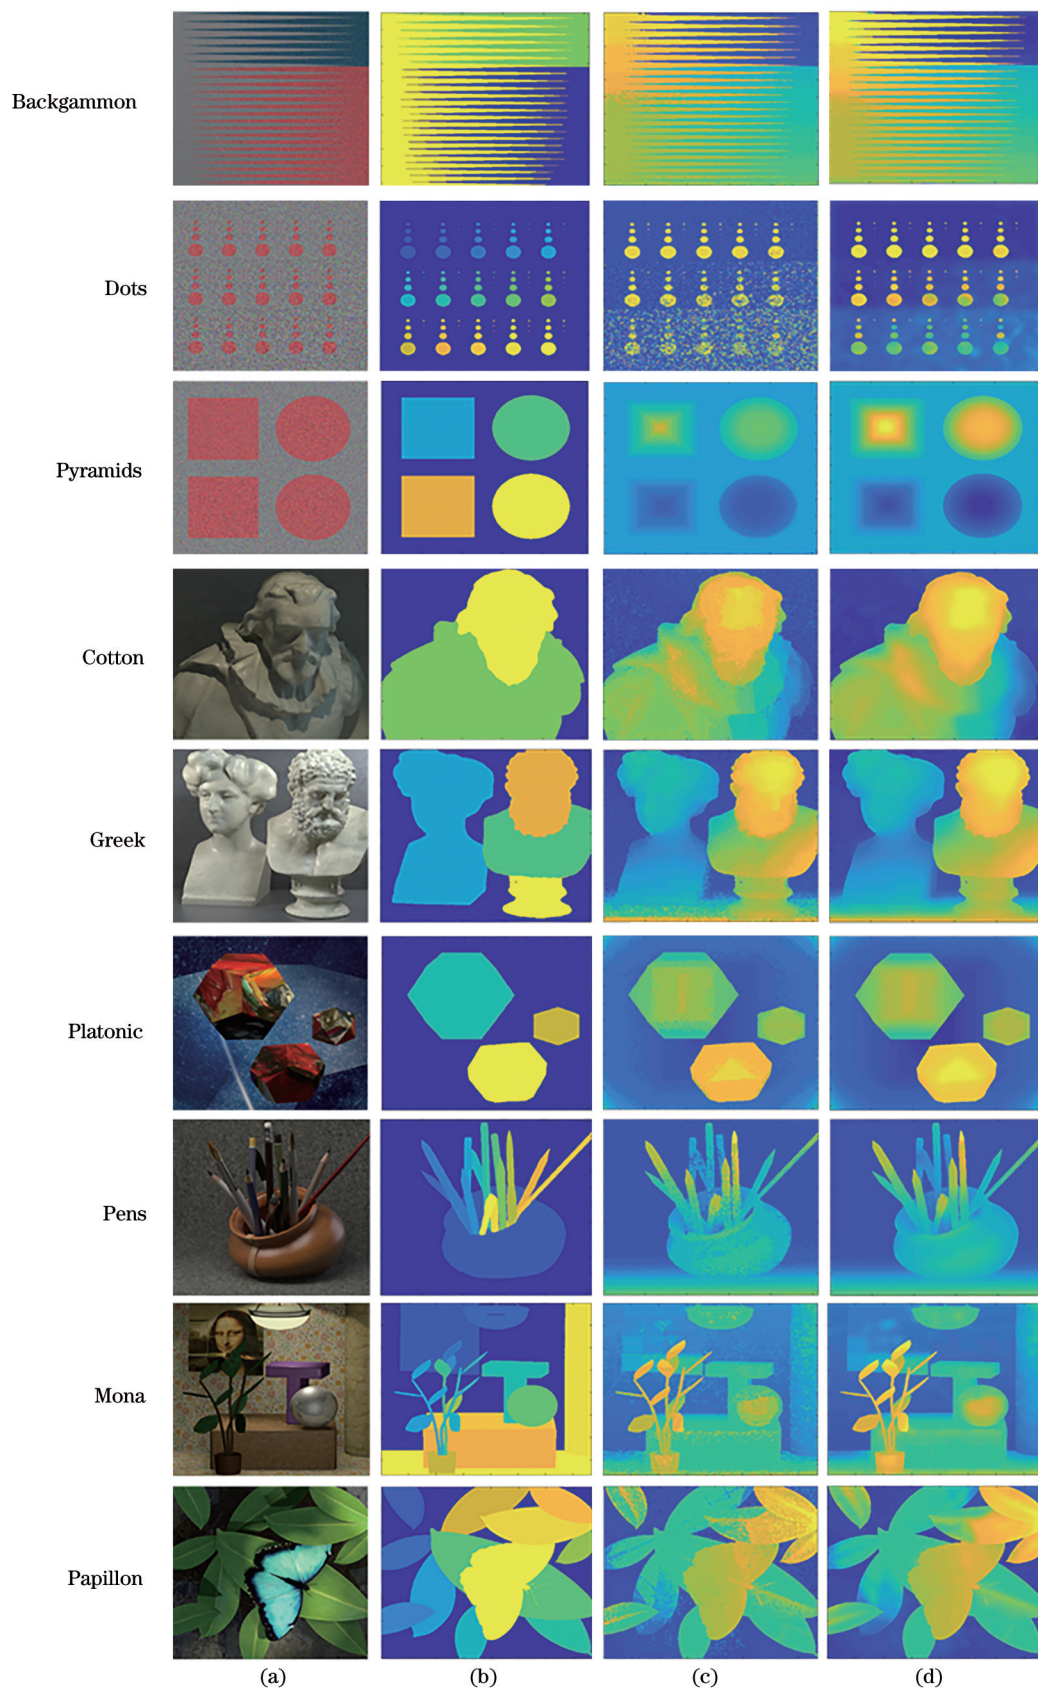 Backgammon
Dots
Pyramids
Cotton
Greek
Platonic
Pens
Mona
Papillon
(a) (b) (c) (d)